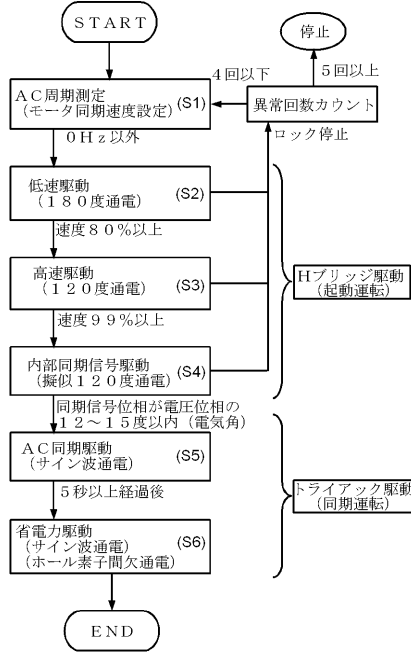 ＳＴＡＲＴ
停止
４回以下
５回以上
ＡＣ周期測定
（モータ同期速度設定）
(S1)
異常回数カウント
０Ｈｚ以外
ロック停止
低速駆動
（１８０度通電）
(S2)
速度８０％以上
高速駆動
（１２０度通電）
(S3)
Ｈブリッジ駆動
（起動運転）
速度９９％以上
内部同期信号駆動
（擬似１２０度通電）
(S4)
同期信号位相が電圧位相の
１２～１５度以内（電気角）
ＡＣ同期駆動
（サイン波通電）
(S5)
５秒以上経過後
トライアック駆動
（同期運転）
省電力駆動
（サイン波通電）
（ホール素子間欠通電）
(S6)
ＥＮＤ